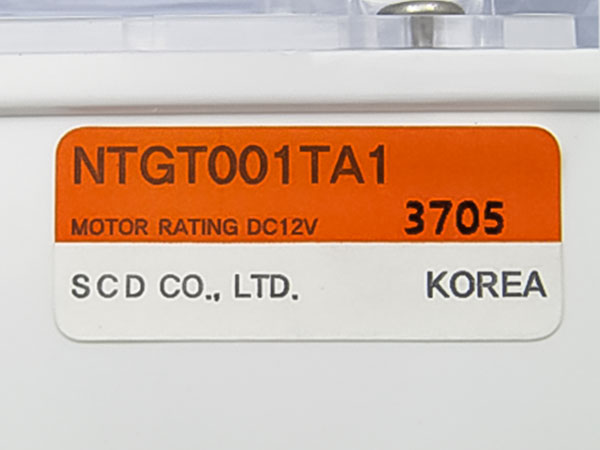 NTGT001TA1
MOTOR RATING DC12V 3705
SCD CO., LTD. KOREA